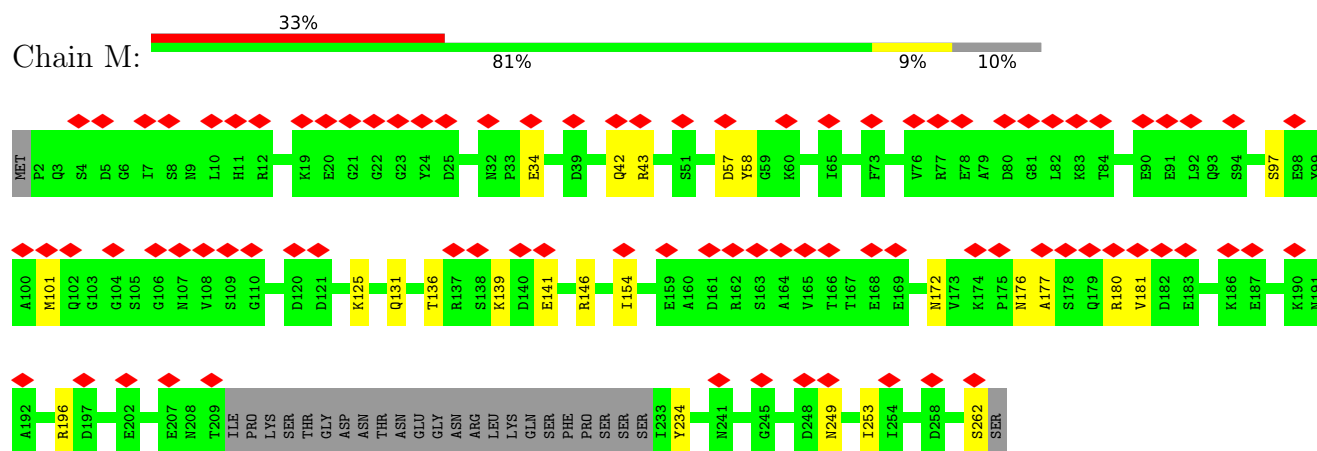 33%
Chain M:
81% 9% 10%
MET P2 Q3 S4 D5 G6 I7 S8 N9 L10 H11 R12 K19 E20 G21 G22 G23 Y24 D25 N32 P33 E34 D39 Q42 R43 S51 D57 Y58 G59 K60 I65 F73 V76 R77 E78 A79 D80 G81 L82 K83 T84 E90 E91 L92 Q93 S94 S97 E98 Y99
A100 M101 Q102 G103 G104 S105 G106 N107 V108 S109 G110 D120 D121 K125 Q131 T136 R137 S138 K139 D140 E141 R146 I154 E159 A160 D161 R162 S163 A164 V165 T166 T167 E168 E169 N172 V173 K174 P175 N176 A177 S178 Q179 R180 V181 D182 E183 K186 E187 K190 N191
A192 R196 D197 E202 E207 N208 T209 ILE PRO LYS SER THR GLY ASP ASN THR ASN GLU GLY ASN ARG LEU LYS GLN SER PHE PRO SER SER SER I233 Y234 N241 G245 D248 N249 I253 I254 D258 S262 SER